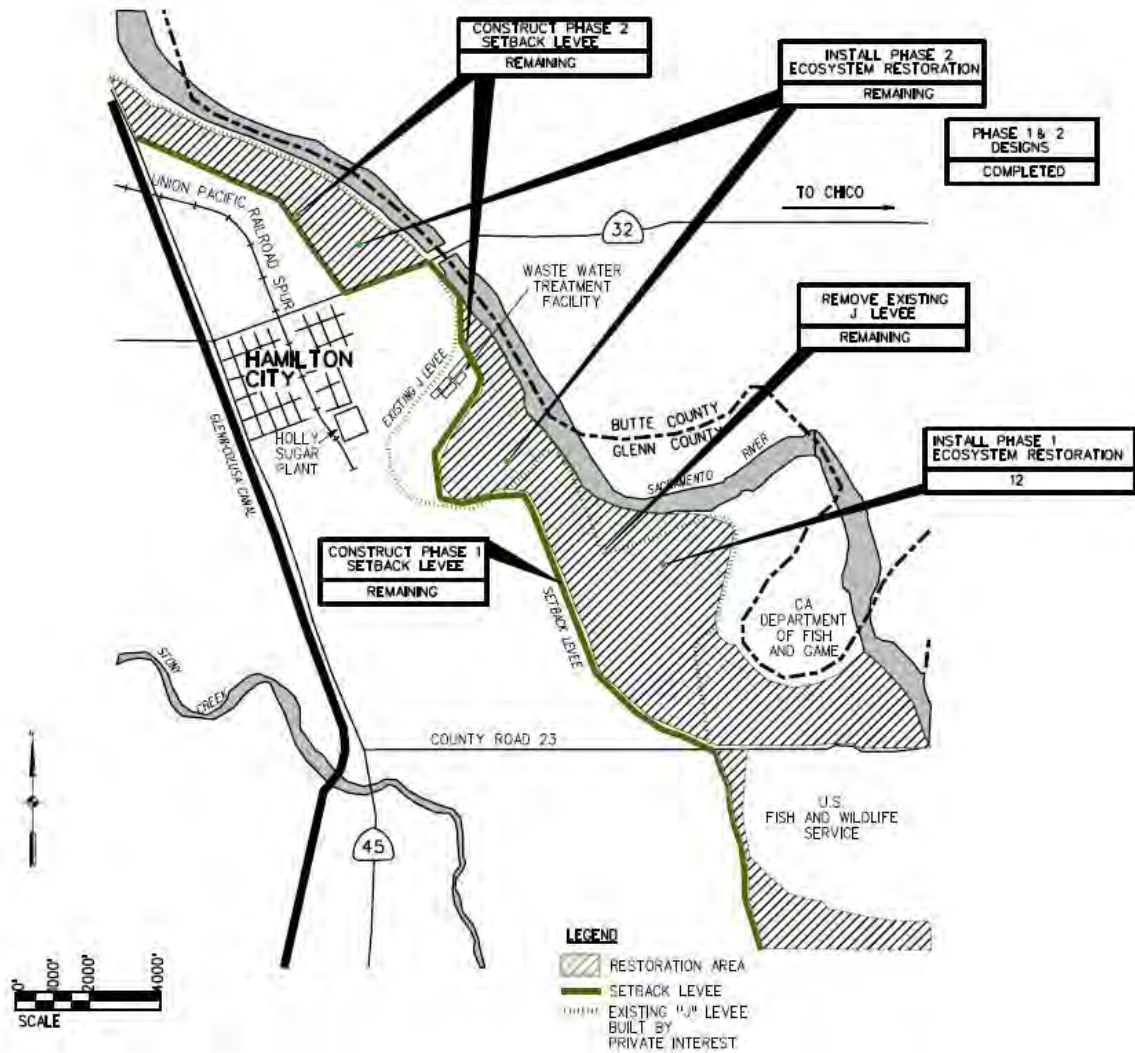 CONSTRUCT PHASE 2
SETBACK LEVEE
REMAINING
INSTALL PHASE 2
ECOSYSTEM RESTORATION
REMAINING
PHASE 1 & 2
DESIGNS
COMPLETED
TO CHICO
32
UNION PACIFIC RAILROAD SPUR
WASTE WATER
TREATMENT
FACILITY
REMOVE EXISTING
J LEVEE
REMAINING
HAMILTON
CITY
EXISTING J LEVEE
HOLLY
SUGAR
PLANT
GLENN-COLUSA CANAL
BUTTE COUNTY
GLENN COUNTY
SACRAMENTO RIVER
INSTALL PHASE 1
ECOSYSTEM RESTORATION
12
CONSTRUCT PHASE 1
SETBACK LEVEE
REMAINING
SETBACK LEVEE
CA
DEPARTMENT
OF FISH
AND GAME
STONY CREEK
COUNTY ROAD 23
U.S.
FISH AND WILDLIFE
SERVICE
45
LEGEND
RESTORATION AREA
SETBACK LEVEE
EXISTING "J" LEVEE
BUILT BY
PRIVATE INTEREST
0' 1000' 2000' 4000'
SCALE